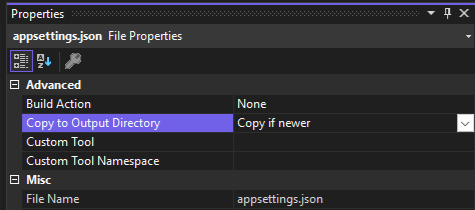 Properties
appsettings.json File Properties
Advanced
Build Action None
Copy to Output Directory Copy if newer
Custom Tool
Custom Tool Namespace
Misc
File Name appsettings.json